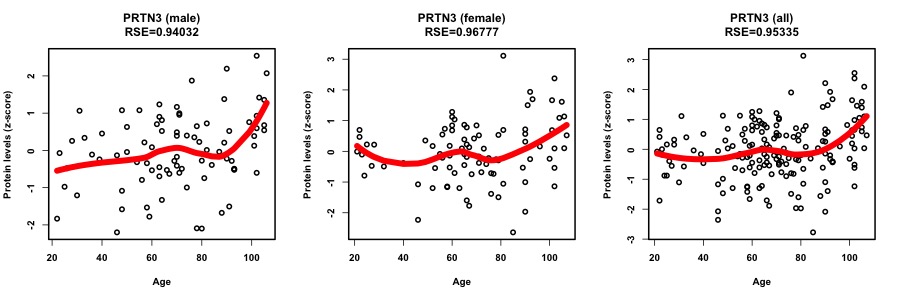 PRTN3 (male)
RSE=0.94032
PRTN3 (female)
RSE=0.96777
PRTN3 (all)
RSE=0.95335
Protein levels (z-score)
2
1
0
-1
-2
20 40 60 80 100
Age
Protein levels (z-score)
3
2
1
0
-1
-2
20 40 60 80 100
Age
Protein levels (z-score)
3
2
1
0
-1
-2
-3
20 40 60 80 100
Age